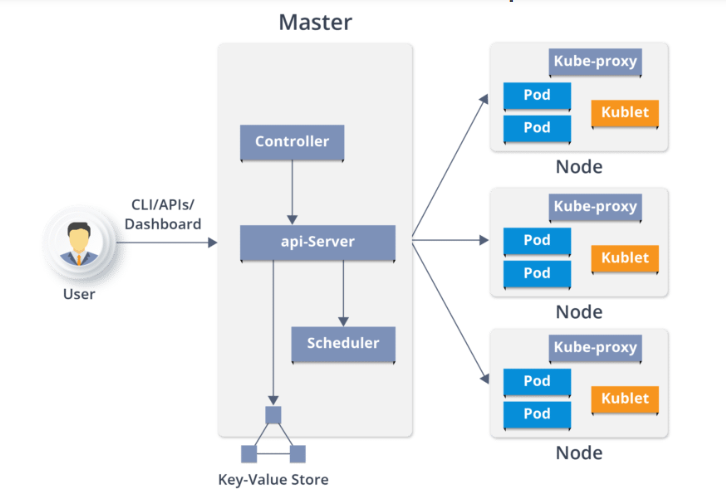 Master
Controller
api-Server
Scheduler
Key-Value Store
CLI/APIs/
Dashboard
User
Kube-proxy
Pod
Pod
Kublet
Node
Kube-proxy
Pod
Pod
Kublet
Node
Kube-proxy
Pod
Pod
Kublet
Node